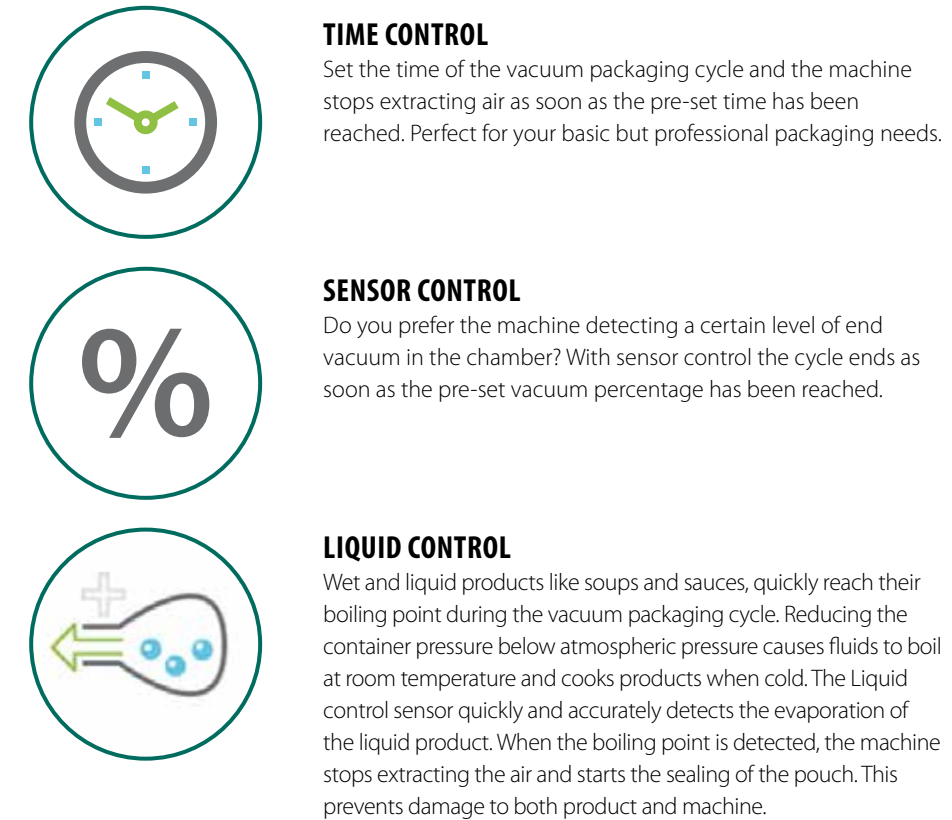 TIME CONTROL
Set the time of the vacuum packaging cycle and the machine
stops extracting air as soon as the pre-set time has been
reached. Perfect for your basic but professional packaging needs.
%
SENSOR CONTROL
Do you prefer the machine detecting a certain level of end
vacuum in the chamber? With sensor control the cycle ends as
soon as the pre-set vacuum percentage has been reached.
LIQUID CONTROL
Wet and liquid products like soups and sauces, quickly reach their
boiling point during the vacuum packaging cycle. Reducing the
container pressure below atmospheric pressure causes fluids to boil
at room temperature and cooks products when cold. The Liquid
control sensor quickly and accurately detects the evaporation of
the liquid product. When the boiling point is detected, the machine
stops extracting the air and starts the sealing of the pouch. This
prevents damage to both product and machine.